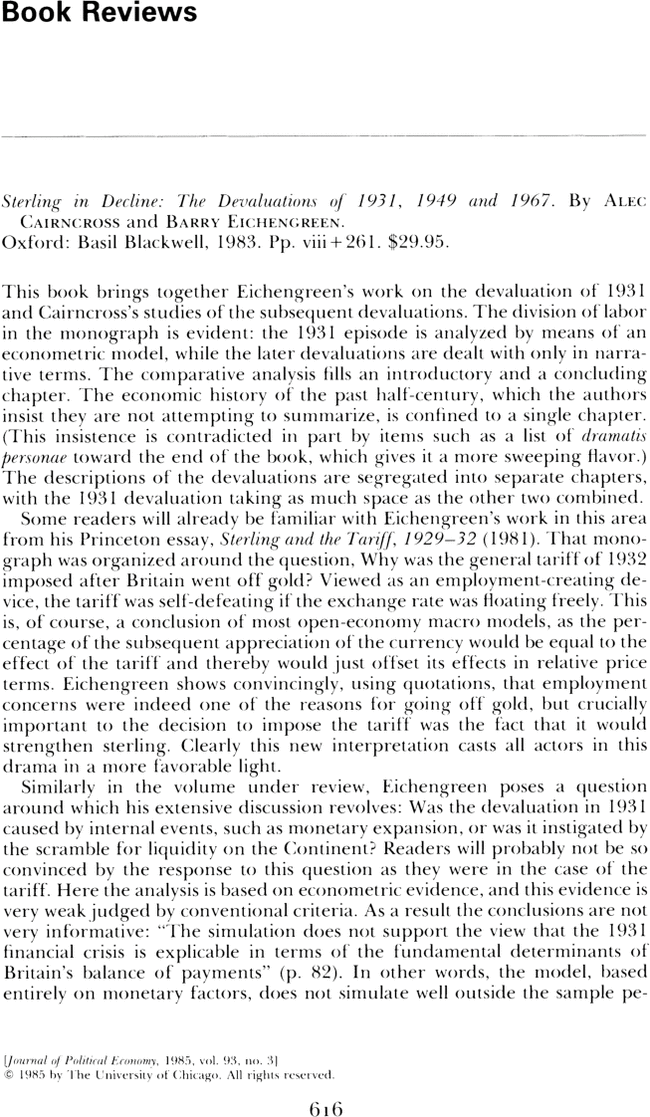 Book Reviews
Sterling in Decline: The Devaluations of 1931, 1949 and 1967. By ALEC
CAIRNCROSS and BARRY EICHENGREEN.
Oxford: Basil Blackwell, 1983. Pp. viii + 261. $29.95.
This book brings together Eichengreen's work on the devaluation of 1931
and Cairncross's studies of the subsequent devaluations. The division of labor
in the monograph is evident: the 1931 episode is analyzed by means of an
econometric model, while the later devaluations are dealt with only in narra-
tive terms. The comparative analysis fills an introductory and a concluding
chapter. The economic history of the past half-century, which the authors
insist they are not attempting to summarize, is confined to a single chapter.
(This insistence is contradicted in part by items such as a list of dramatis
personae toward the end of the book, which gives it a more sweeping flavor.)
The descriptions of the devaluations are segregated into separate chapters,
with the 1931 devaluation taking as much space as the other two combined.
Some readers will already be familiar with Eichengreen's work in this area
from his Princeton essay, Sterling and the Tariff, 1929–32 (1981). That mono-
graph was organized around the question, Why was the general tariff of 1932
imposed after Britain went off gold? Viewed as an employment-creating de-
vice, the tariff was self-defeating if the exchange rate was floating freely. This
is, of course, a conclusion of most open-economy macro models, as the per-
centage of the subsequent appreciation of the currency would be equal to the
effect of the tariff and thereby would just offset its effects in relative price
terms. Eichengreen shows convincingly, using quotations, that employment
concerns were indeed one of the reasons for going off gold, but crucially
important to the decision to impose the tariff was the fact that it would
strengthen sterling. Clearly this new interpretation casts all actors in this
drama in a more favorable light.
Similarly in the volume under review, Eichengreen poses a question
around which his extensive discussion revolves: Was the devaluation in 1931
caused by internal events, such as monetary expansion, or was it instigated by
the scramble for liquidity on the Continent? Readers will probably not be so
convinced by the response to this question as they were in the case of the
tariff. Here the analysis is based on econometric evidence, and this evidence is
very weak judged by conventional criteria. As a result the conclusions are not
very informative: "The simulation does not support the view that the 1931
financial crisis is explicable in terms of the fundamental determinants of
Britain's balance of payments" (p. 82). In other words, the model, based
entirely on monetary factors, does not simulate well outside the sample pe-
[Journal of Political Economy, 1985, vol. 93, no. 3]
© 1985 by The University of Chicago. All rights reserved.
616